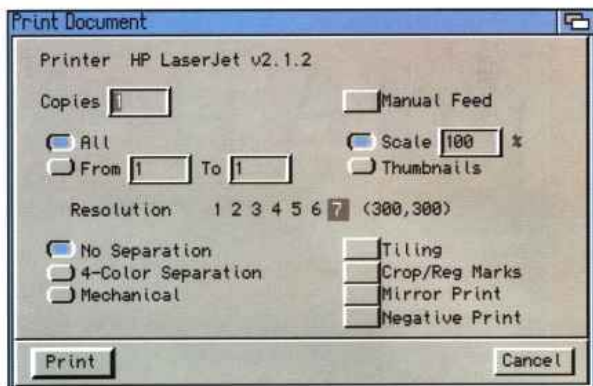 Print Document
Printer HP LaserJet v2.1.2
Copies 1 Manual Feed
All Scale 100 %
From 1 To 1 Thumbnails
Resolution 1 2 3 4 5 6 7 (300,300)
No Separation Tiling
4-Color Separation Crop/Reg Marks
Mechanical Mirror Print
Negative Print
Print Cancel